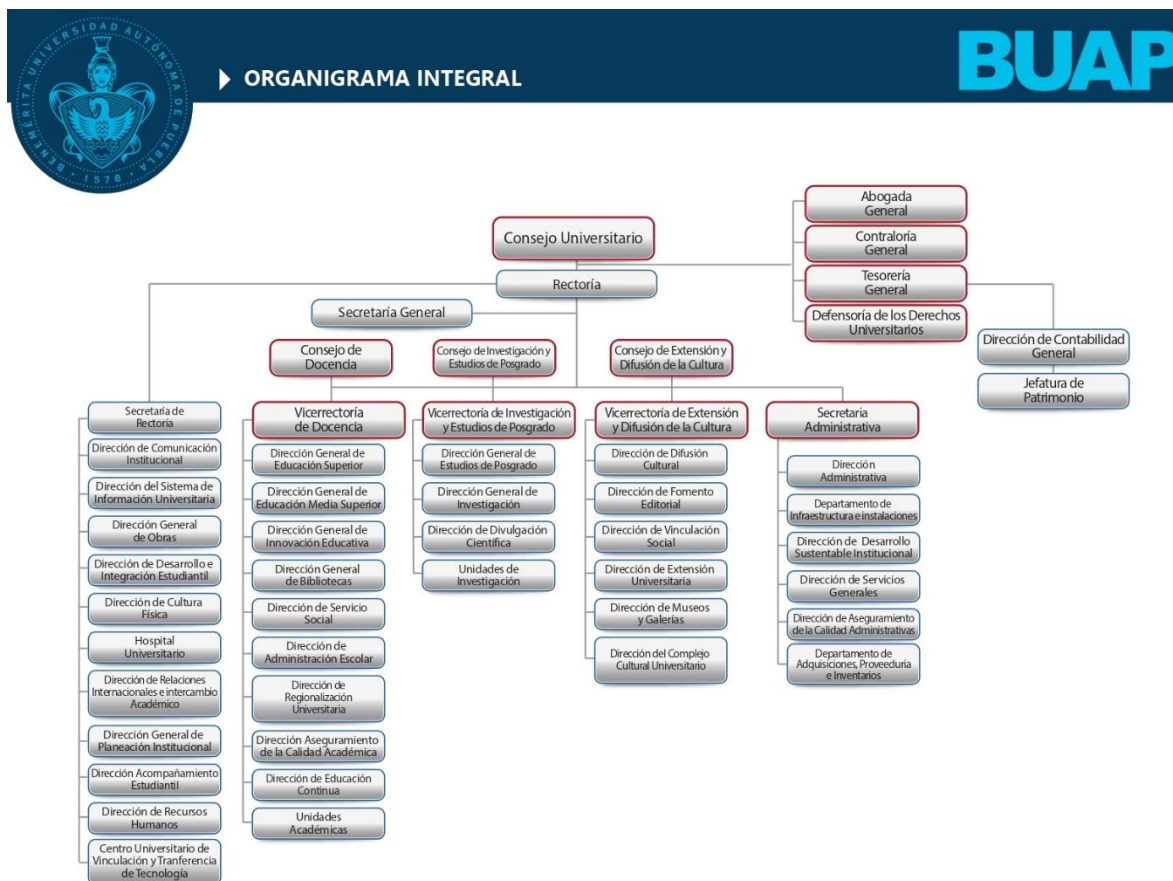 BENEMÉRITA UNIVERSIDAD AUTÓNOMA DE PUEBLA
· 1578 ·
ORGANIGRAMA INTEGRAL
BUAP
Consejo Universitario
Rectoría
Secretaría General
Abogada
General
Contraloría
General
Tesorería
General
Defensoría de los Derechos
Universitarios
Dirección de Contabilidad
General
Jefatura de
Patrimonio
Consejo de
Docencia
Consejo de Investigación y
Estudios de Posgrado
Consejo de Extensión y
Difusión de la Cultura
Secretaría de
Rectoría
Dirección de Comunicación
Institucional
Dirección del Sistema de
Información Universitaria
Dirección General
de Obras
Dirección de Desarrollo e
Integración Estudiantil
Dirección de Cultura
Física
Hospital
Universitario
Dirección de Relaciones
Internacionales e intercambio
Académico
Dirección General de
Planeación Institucional
Dirección Acompañamiento
Estudiantil
Dirección de Recursos
Humanos
Centro Universitario de
Vinculación y Tranferencia
de Tecnología
Vicerrectoría
de Docencia
Dirección General de
Educación Superior
Dirección General de
Educación Media Superior
Dirección General de
Innovación Educativa
Dirección General
de Bibliotecas
Dirección de Servicio
Social
Dirección de
Administración Escolar
Dirección de
Regionalización
Universitaria
Dirección Aseguramiento
de la Calidad Académica
Dirección de Educación
Continua
Unidades
Académicas
Vicerrectoría de Investigación
y Estudios de Posgrado
Dirección General de
Estudios de Posgrado
Dirección General de
Investigación
Dirección de Divulgación
Científica
Unidades de
Investigación
Vicerrectoría de Extensión
y Difusión de la Cultura
Dirección de Difusión
Cultural
Dirección de Fomento
Editorial
Dirección de Vinculación
Social
Dirección de Extensión
Universitaria
Dirección de Museos
y Galerías
Dirección del Complejo
Cultural Universitario
Secretaria
Administrativa
Dirección
Administrativa
Departamento de
Infraestructura e instalaciones
Dirección de Desarrollo
Sustentable Institucional
Dirección de Servicios
Generales
Dirección de Aseguramiento
de la Calidad Administrativas
Departamento de
Adquisiciones, Proveeduria
e Inventarios